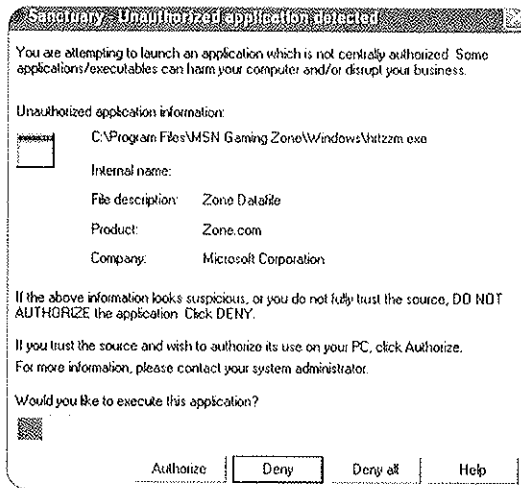 Sanctuary - Unauthorized application detected
You are attempting to launch an application which is not centrally authorized. Some
applications/executables can harm your computer and/or disrupt your business.
Unauthorized application information:
C:\Program Files\MSN Gaming Zone\Windows\hrtzzm.exe
Internal name:
File description: Zone Datafile
Product: Zone.com
Company: Microsoft Corporation
If the above information looks suspicious, or you do not fully trust the source, DO NOT
AUTHORIZE the application. Click DENY.
If you trust the source and wish to authorize its use on your PC, click Authorize.
For more information, please contact your system administrator.
Would you like to execute this application?
Authorize Deny Deny all Help